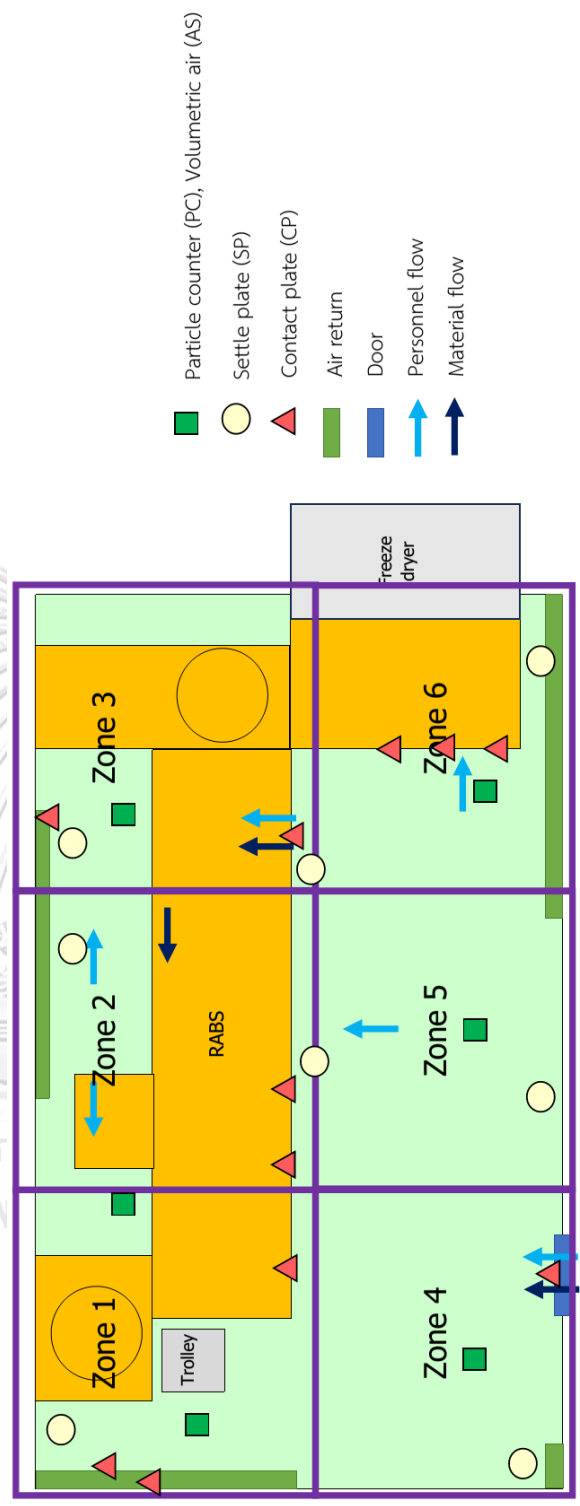 Zone 1
Zone 2
Zone 3
Trolley
RABS
Zone 4
Zone 5
Zone 6
Freeze
dryer
Particle counter (PC), Volumetric air (AS)
Settle plate (SP)
Contact plate (CP)
Air return
Door
Personnel flow
Material flow